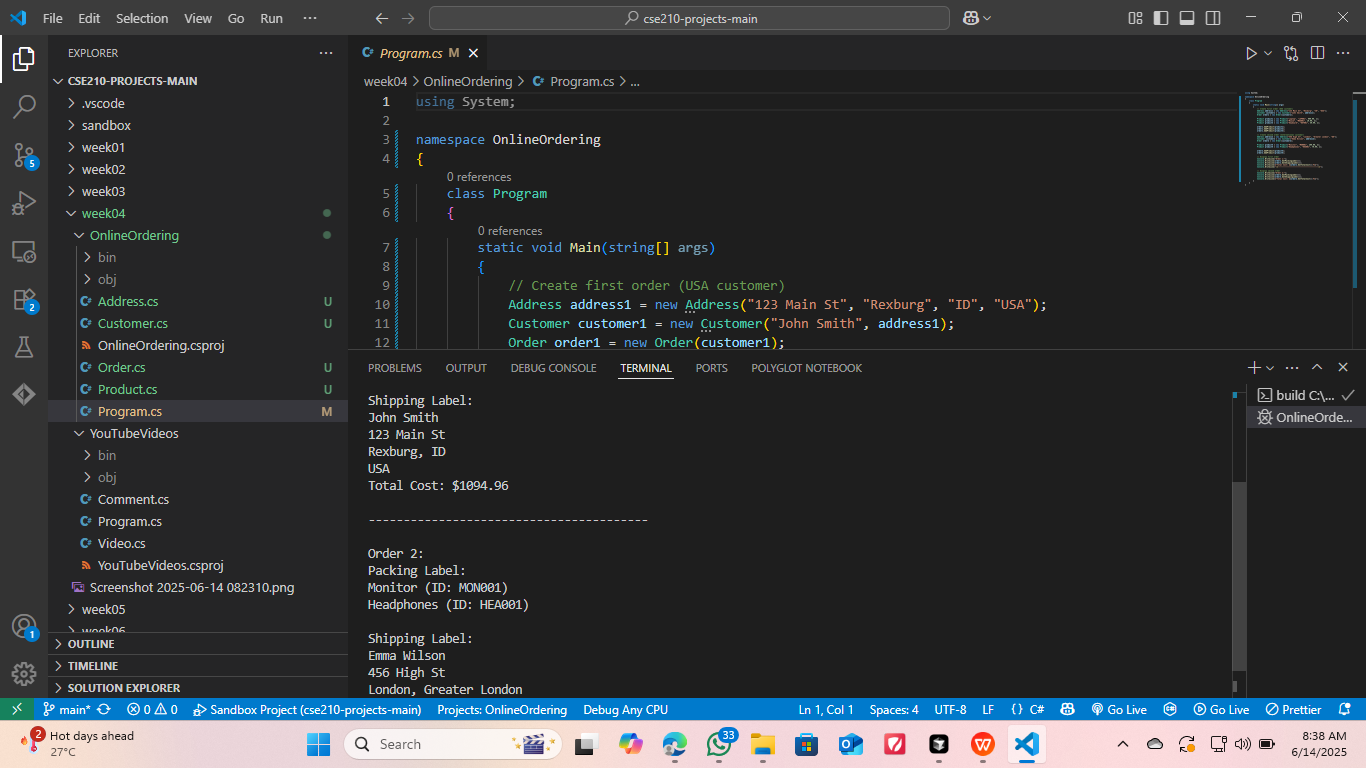 File Edit Selection View Go Run ···
cse210-projects-main
EXPLORER
CSE210-PROJECTS-MAIN
.vscode
sandbox
week01
week02
week03
week04
OnlineOrdering
bin
obj
Address.cs U
Customer.cs U
OnlineOrdering.csproj
Order.cs U
Product.cs U
Program.cs M
YouTubeVideos
bin
obj
Comment.cs
Program.cs
Video.cs
YouTubeVideos.csproj
Screenshot 2025-06-14 082310.png
week05
week06
OUTLINE
TIMELINE
SOLUTION EXPLORER
5
2
1
Program.cs M
week04 > OnlineOrdering > Program.cs > ...
1 using System;
2
3 namespace OnlineOrdering
4 {
0 references
5 class Program
6 {
0 references
7 static void Main(string[] args)
8 {
9 // Create first order (USA customer)
10 Address address1 = new Address("123 Main St", "Rexburg", "ID", "USA");
11 Customer customer1 = new Customer("John Smith", address1);
12 Order order1 = new Order(customer1);
PROBLEMS OUTPUT DEBUG CONSOLE TERMINAL PORTS POLYGLOT NOTEBOOK
build C:\...
OnlineOrde...
Shipping Label:
John Smith
123 Main St
Rexburg, ID
USA
Total Cost: $1094.96
----------------------------------------
Order 2:
Packing Label:
Monitor (ID: MON001)
Headphones (ID: HEA001)
Shipping Label:
Emma Wilson
456 High St
London, Greater London
main* 0 0 Sandbox Project (cse210-projects-main) Projects: OnlineOrdering Debug Any CPU Ln 1, Col 1 Spaces: 4 UTF-8 LF {} C# Go Live Go Live Prettier
2
Hot days ahead
27°C
Search
33
8:38 AM
6/14/2025